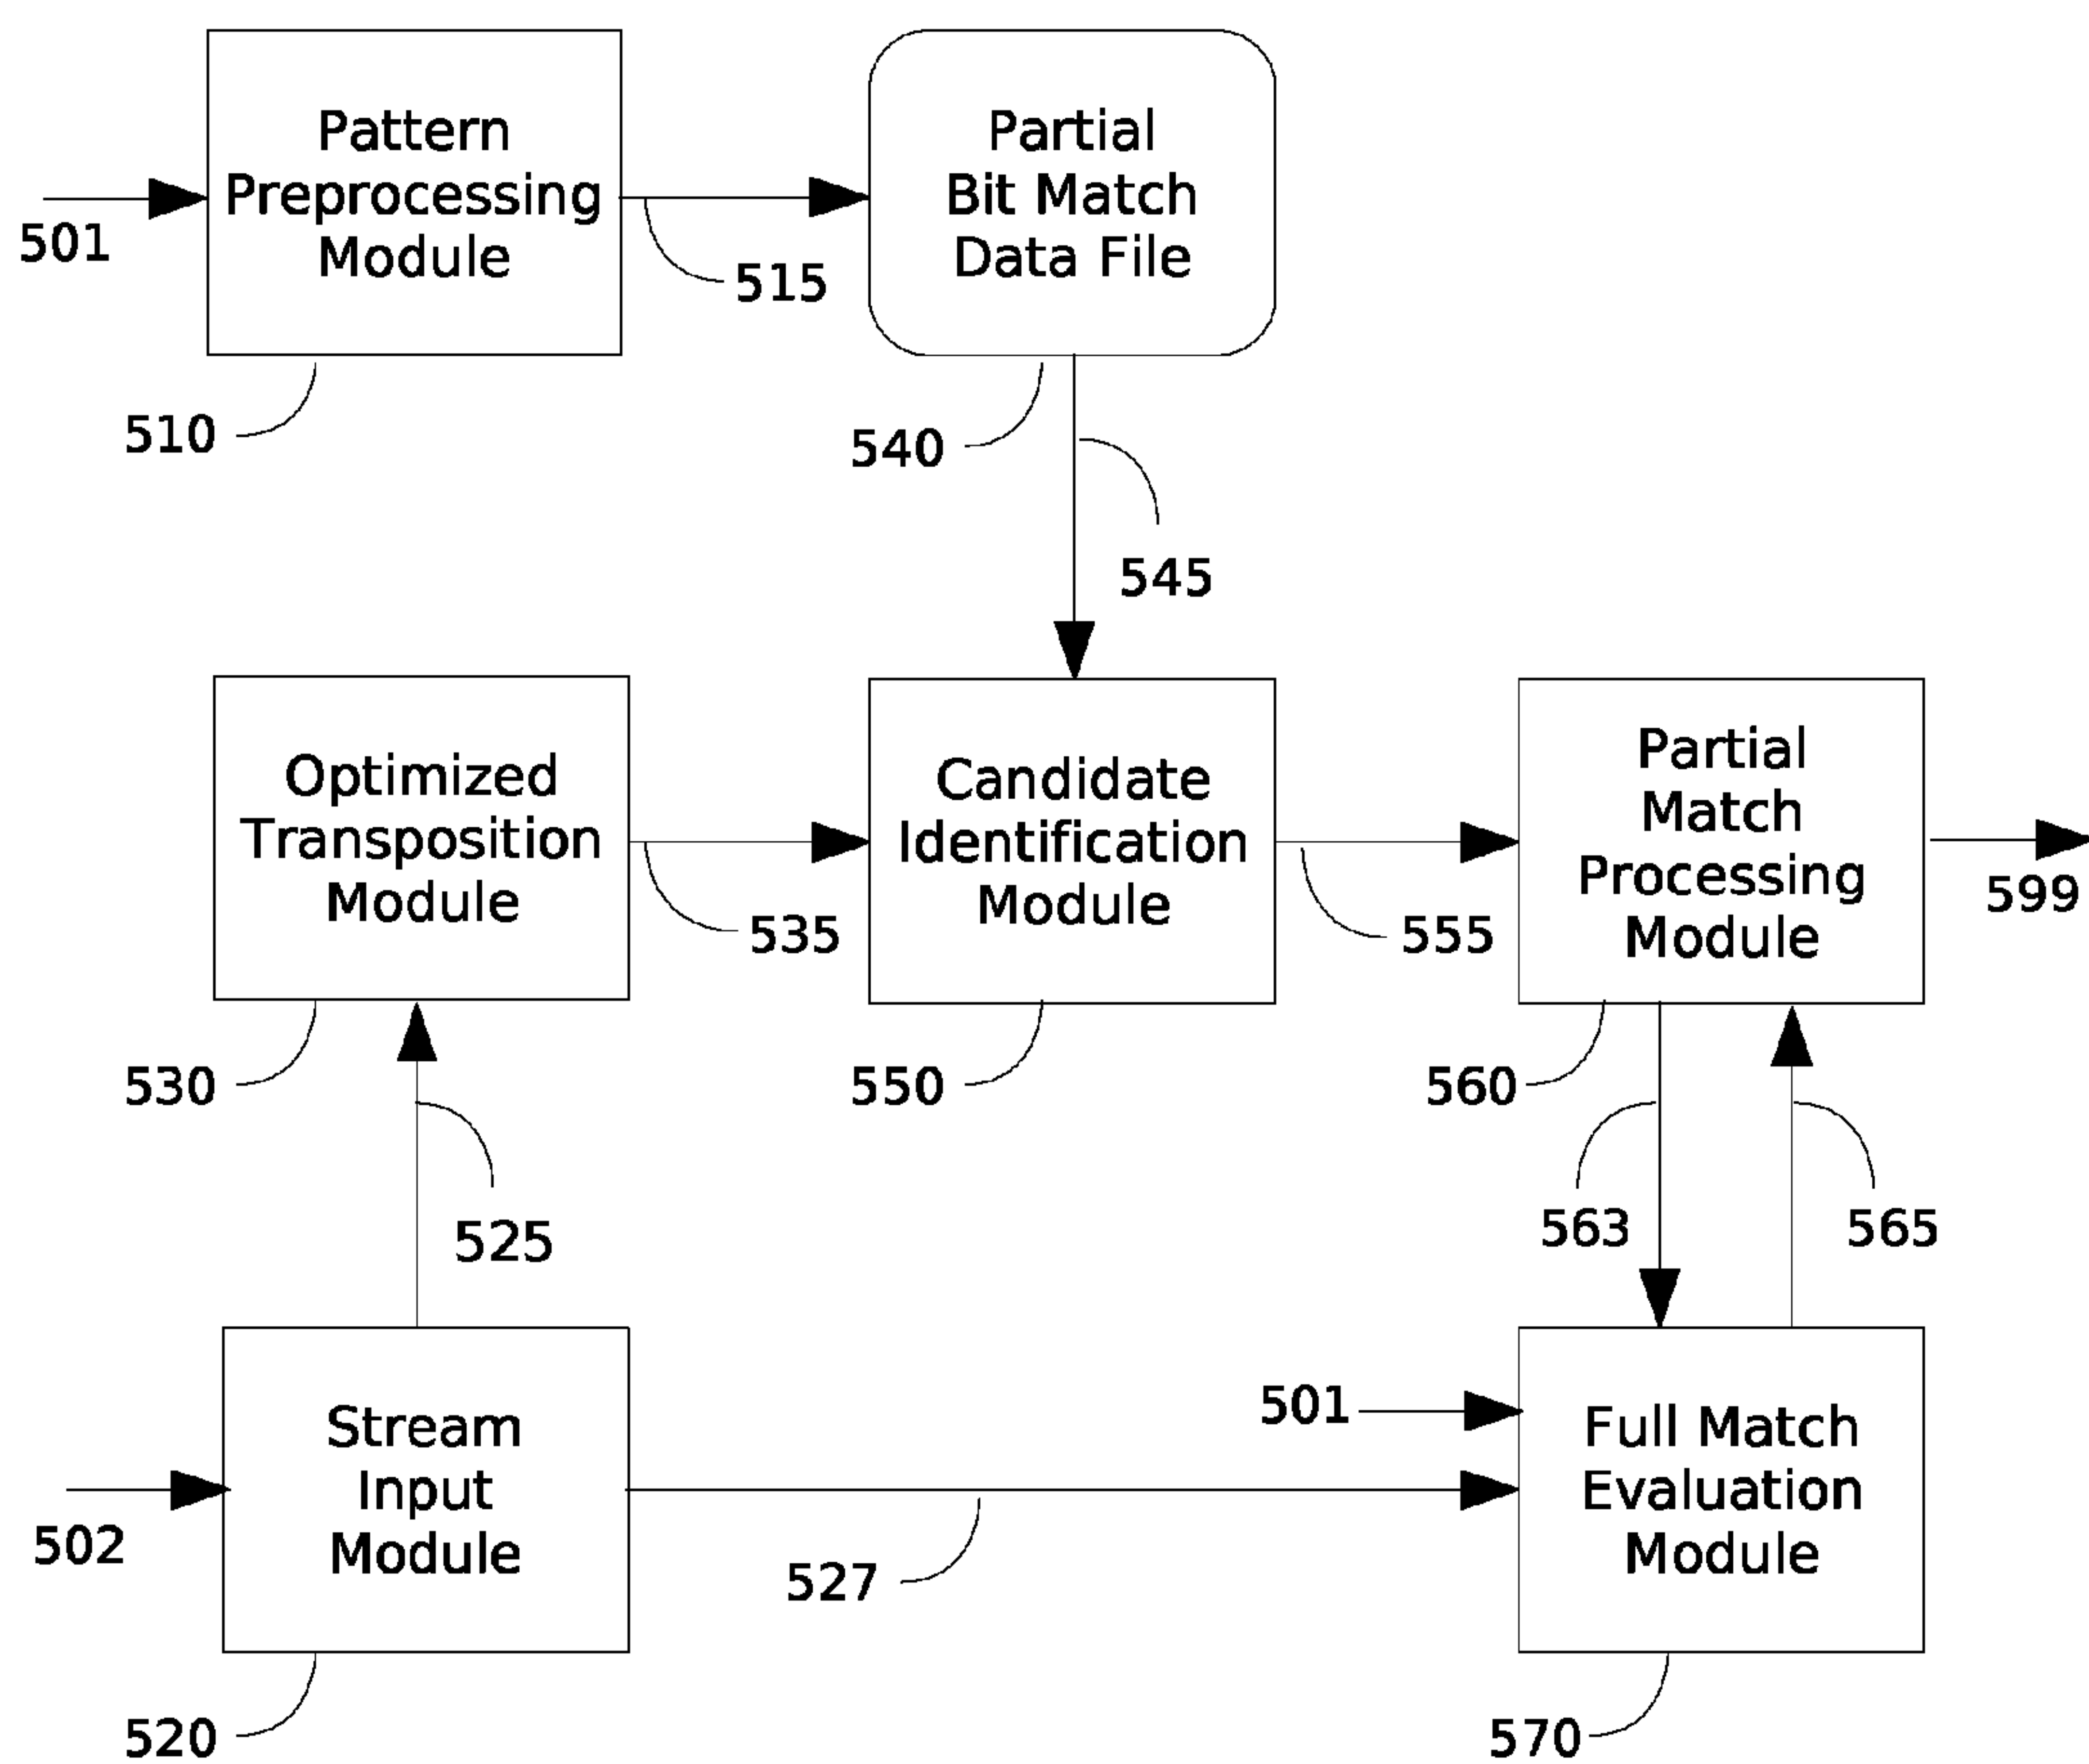 Pattern
Preprocessing
Module
Partial
Bit Match
Data File
501
515
510
540
545
Optimized
Transposition
Module
Candidate
Identification
Module
Partial
Match
Processing
Module
535
555
599
530
550
560
525
563
565
Stream
Input
Module
501
Full Match
Evaluation
Module
502
527
520
570